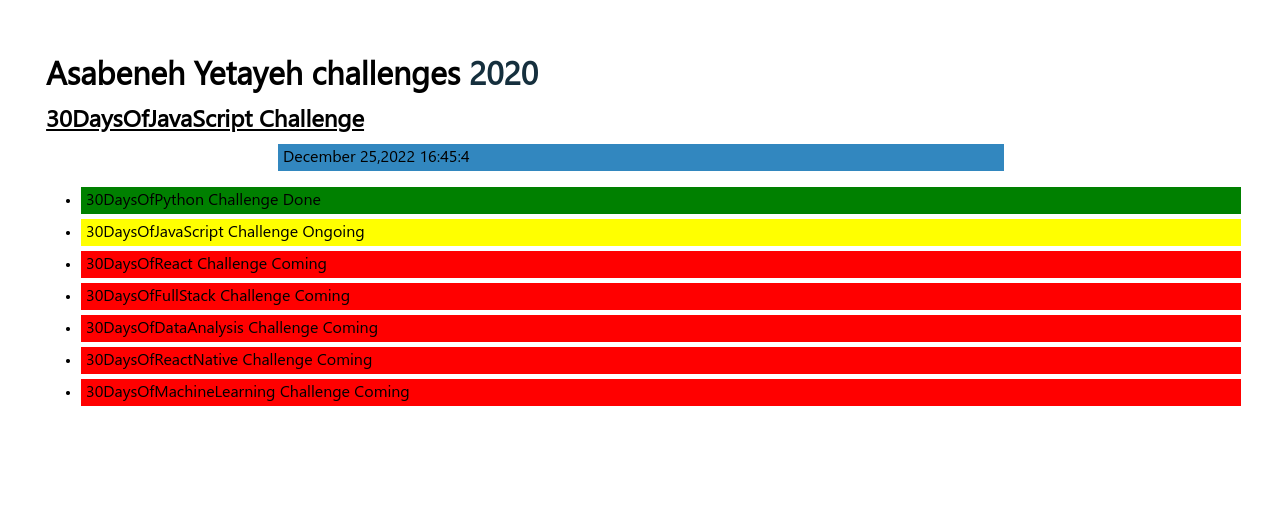 Asabeneh Yetayeh challenges 2020
30DaysOfJavaScript Challenge
December 25,2022 16:45:4
30DaysOfPython Challenge Done
30DaysOfJavaScript Challenge Ongoing
30DaysOfReact Challenge Coming
30DaysOfFullStack Challenge Coming
30DaysOfDataAnalysis Challenge Coming
30DaysOfReactNative Challenge Coming
30DaysOfMachineLearning Challenge Coming